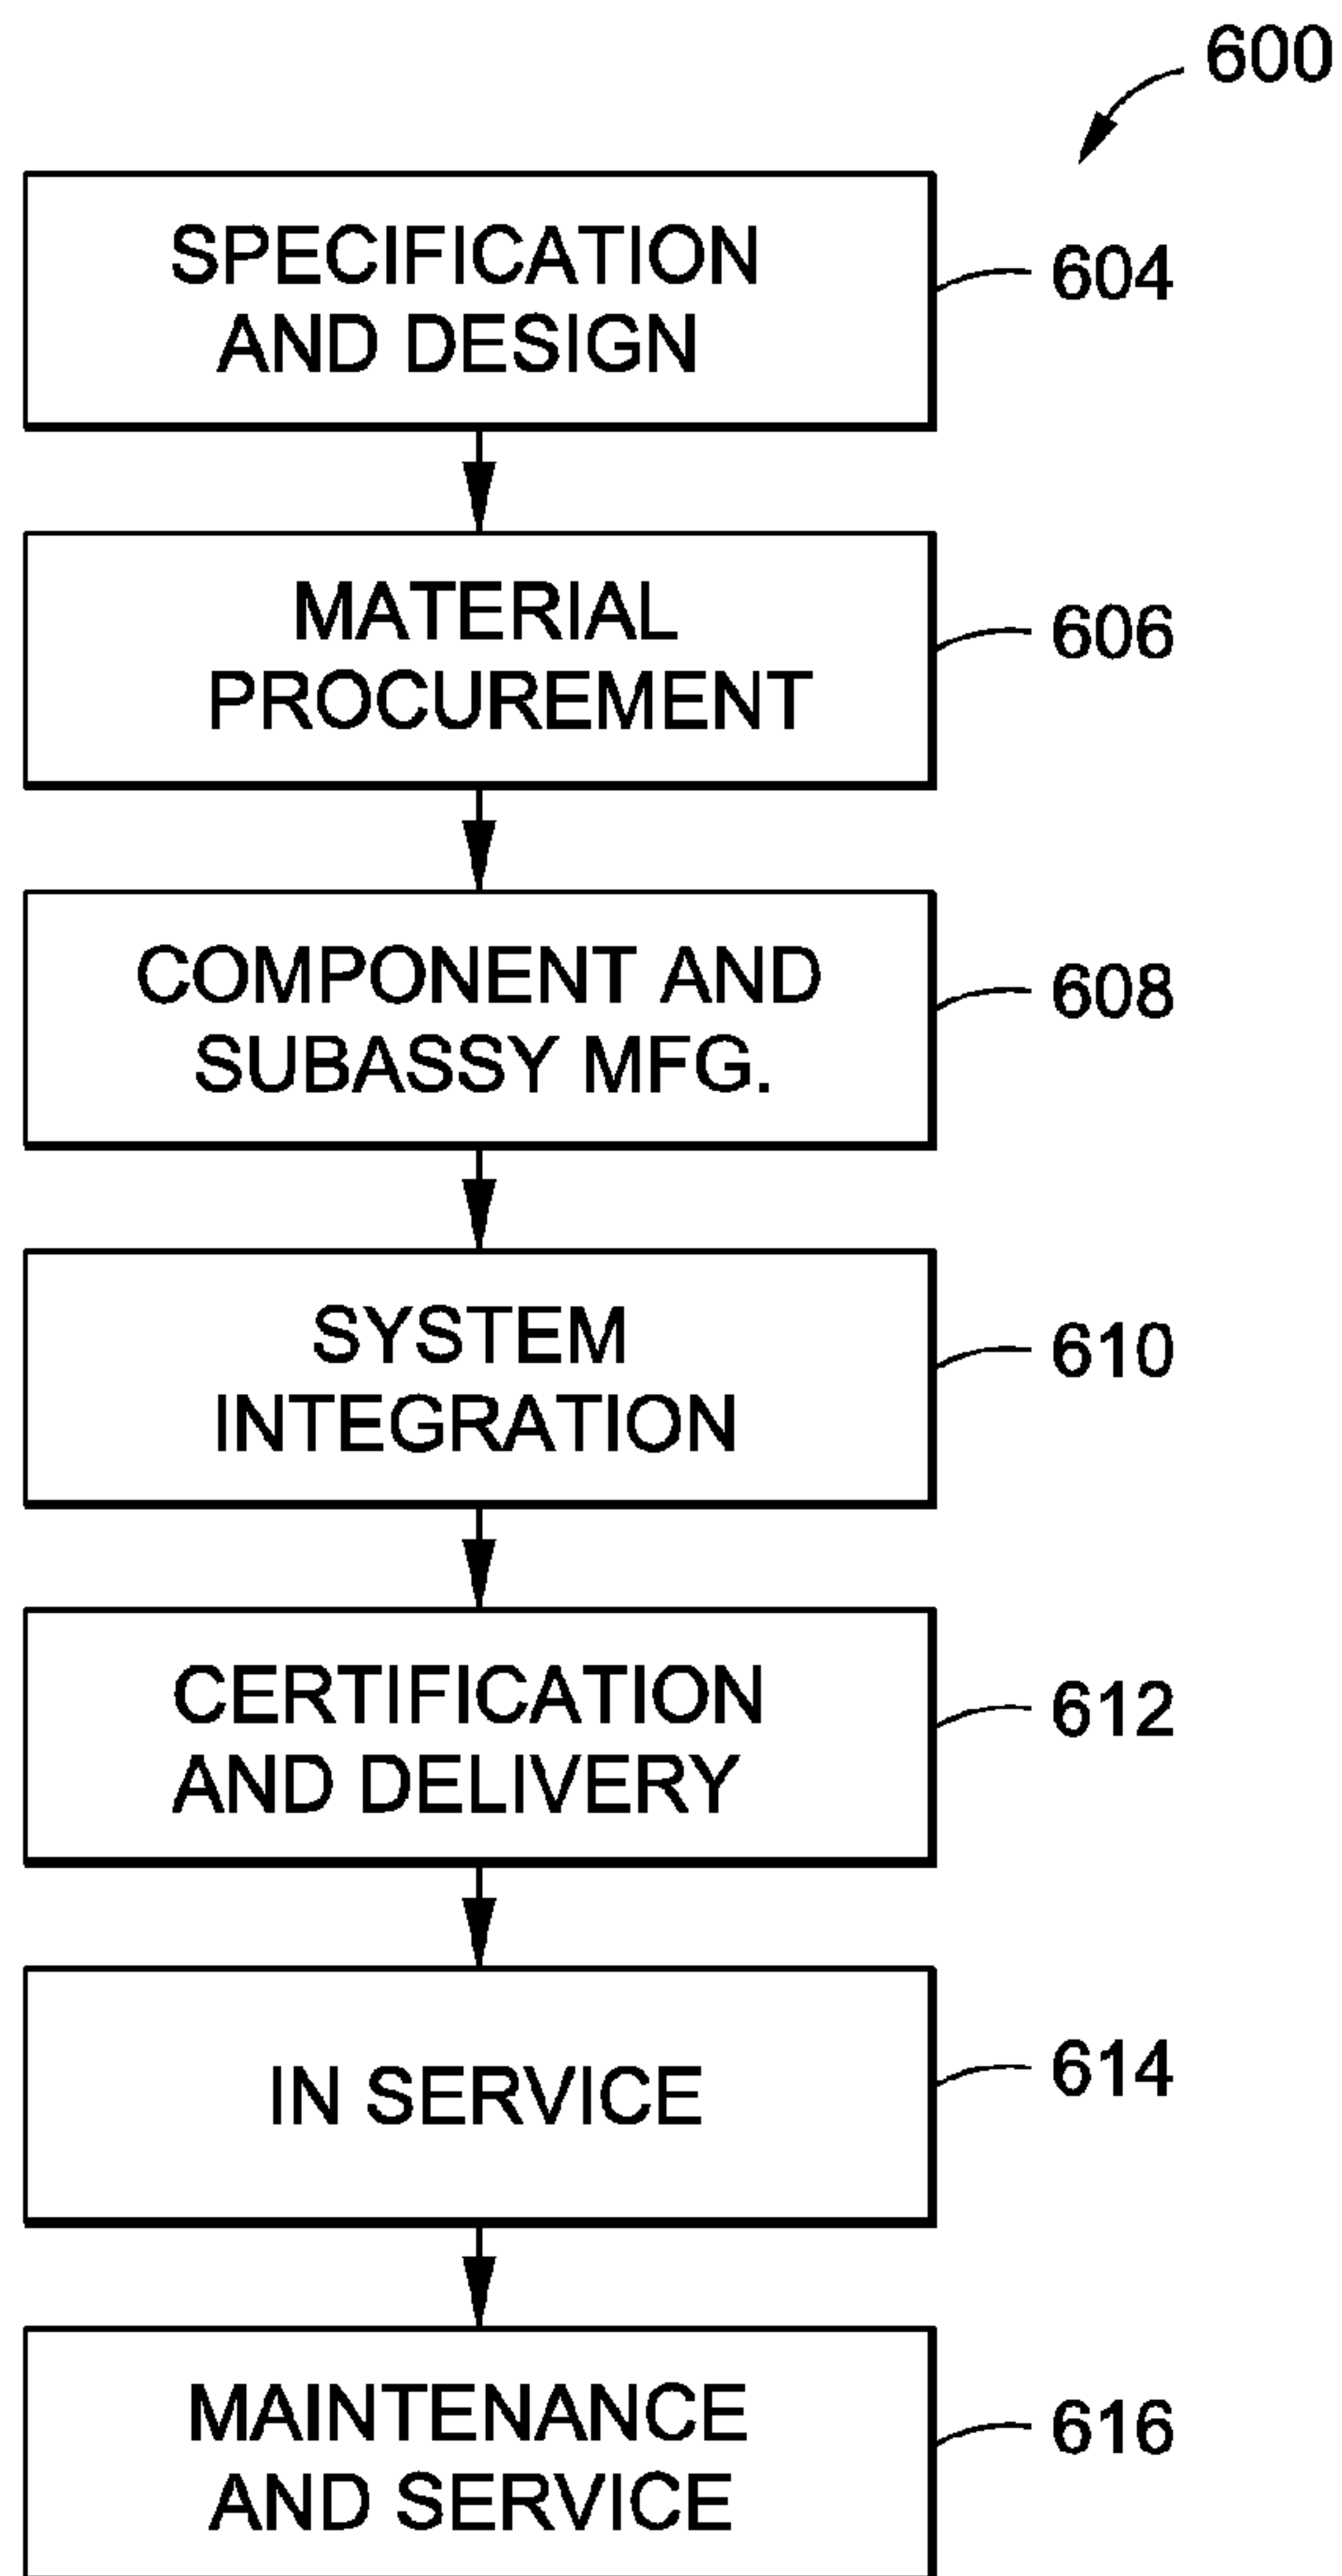 600
SPECIFICATION
AND DESIGN
604
MATERIAL
PROCUREMENT
606
COMPONENT AND
SUBASSY MFG.
608
SYSTEM
INTEGRATION
610
CERTIFICATION
AND DELIVERY
612
IN SERVICE
614
MAINTENANCE
AND SERVICE
616